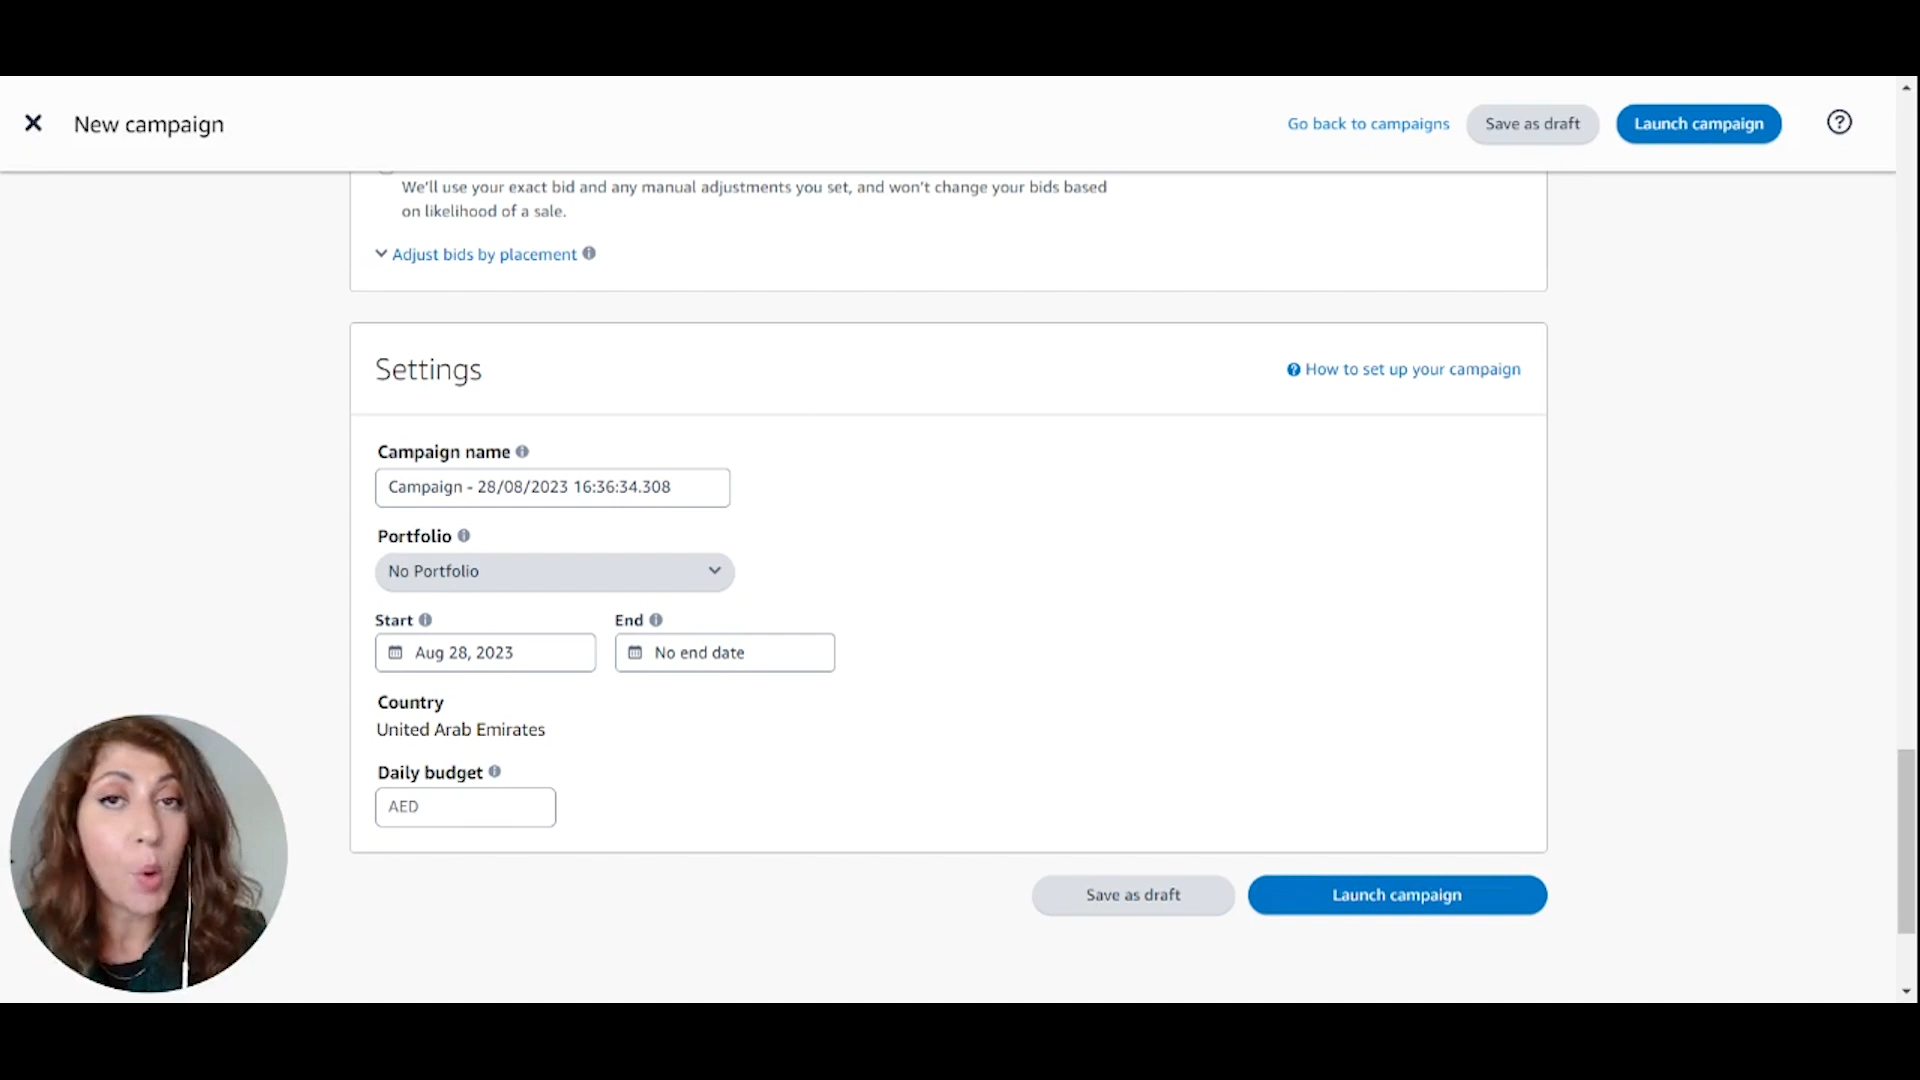 New campaign
Go back to campaigns
Save as draft
Launch campaign
We'll use your exact bid and any manual adjustments you set, and won't change your bids based
on likelihood of a sale.
Adjust bids by placement
Settings
How to set up your campaign
Campaign name
Campaign - 28/08/2023 16:36:34.308
Portfolio
No Portfolio
Start
End
Aug 28, 2023
No end date
Country
United Arab Emirates
Daily budget
AED
Save as draft
Launch campaign